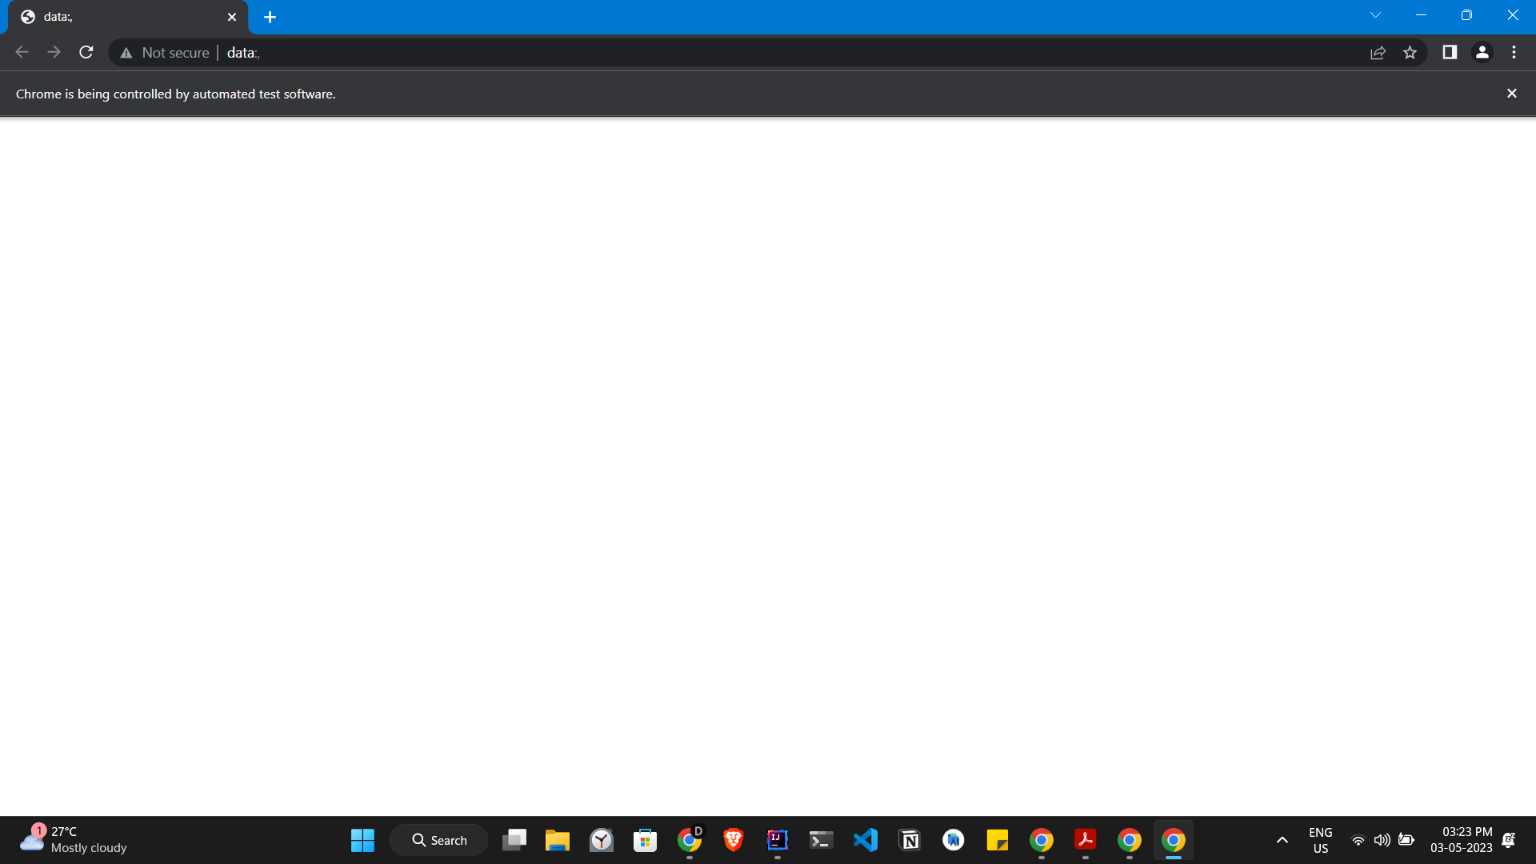 data:,
Not secure
data:,
Chrome is being controlled by automated test software.
1
27°C
Mostly cloudy
Search
D
IJ
ENG
US
03:23 PM
03-05-2023